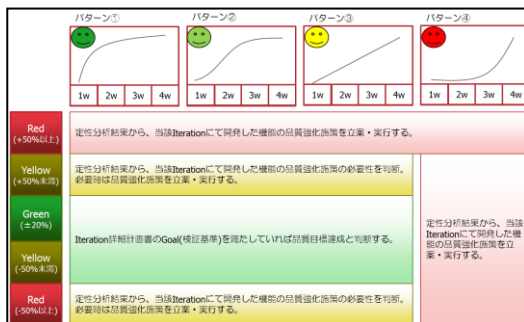 パターン① パターン② パターン③ パターン④
1w 2w 3w 4w 1w 2w 3w 4w 1w 2w 3w 4w 1w 2w 3w 4w
Red
(+50%以上)
定性分析結果から、当該Iterationにて開発した機能の品質強化施策を立案・実行する。
Yellow
(+50%未満)
定性分析結果から、当該Iterationにて開発した機能の品質強化施策の必要性を判断。
必要時は品質強化施策を立案・実行する。
Green
(±20%)
Iteration詳細計画書のGoal(検証基準)を満たしていれば品質目標達成と判断する。
Yellow
(-50%未満)
定性分析結果から、当該
Iterationにて開発した機
能の品質強化施策を立
案・実行する。
Red
(-50%以上)
定性分析結果から、当該Iterationにて開発した機能の品質強化施策の必要性を判断。
必要時は品質強化施策を立案・実行する。